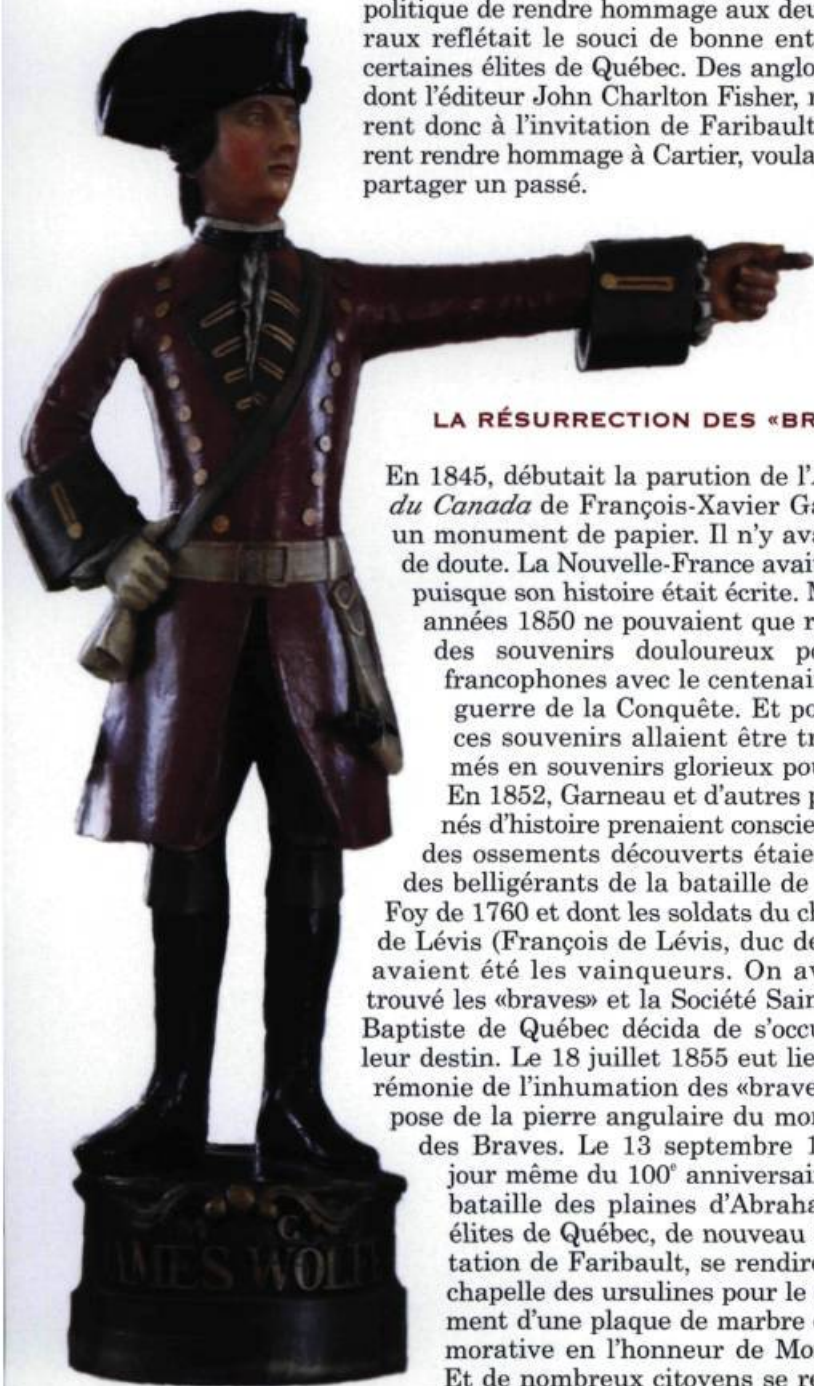 politique de rendre hommage aux deu
raux reflétait le souci de bonne ent
certaines élites de Québec. Des anglo
dont l'éditeur John Charlton Fisher, r
rent donc à l'invitation de Faribault
rent rendre hommage à Cartier, voula
partager un passé.
LA RÉSURRECTION DES «BR
En 1845, débutait la parution de l'
du Canada de François-Xavier Ga
un monument de papier. Il n'y ava
de doute. La Nouvelle-France avait
puisque son histoire était écrite. M
années 1850 ne pouvaient que r
des souvenirs douloureux po
francophones avec le centenai
guerre de la Conquête. Et po
ces souvenirs allaient être tr
més en souvenirs glorieux pou
En 1852, Garneau et d'autres p
nés d'histoire prenaient conscie
des ossements découverts étaie
des belligérants de la bataille de
Foy de 1760 et dont les soldats du ch
de Lévis (François de Lévis, duc de
avaient été les vainqueurs. On av
trouvé les «braves» et la Société Sain
Baptiste de Québec décida de s'occu
leur destin. Le 18 juillet 1855 eut lie
rémonie de l'inhumation des «brave
pose de la pierre angulaire du mon
des Braves. Le 13 septembre 1
jour même du 100e anniversair
bataille des plaines d'Abraha
élites de Québec, de nouveau
tation de Faribault, se rendire
chapelle des ursulines pour le
ment d'une plaque de marbre c
morative en l'honneur de Mo
Et de nombreux citoyens se re
G.
AMES WOLF